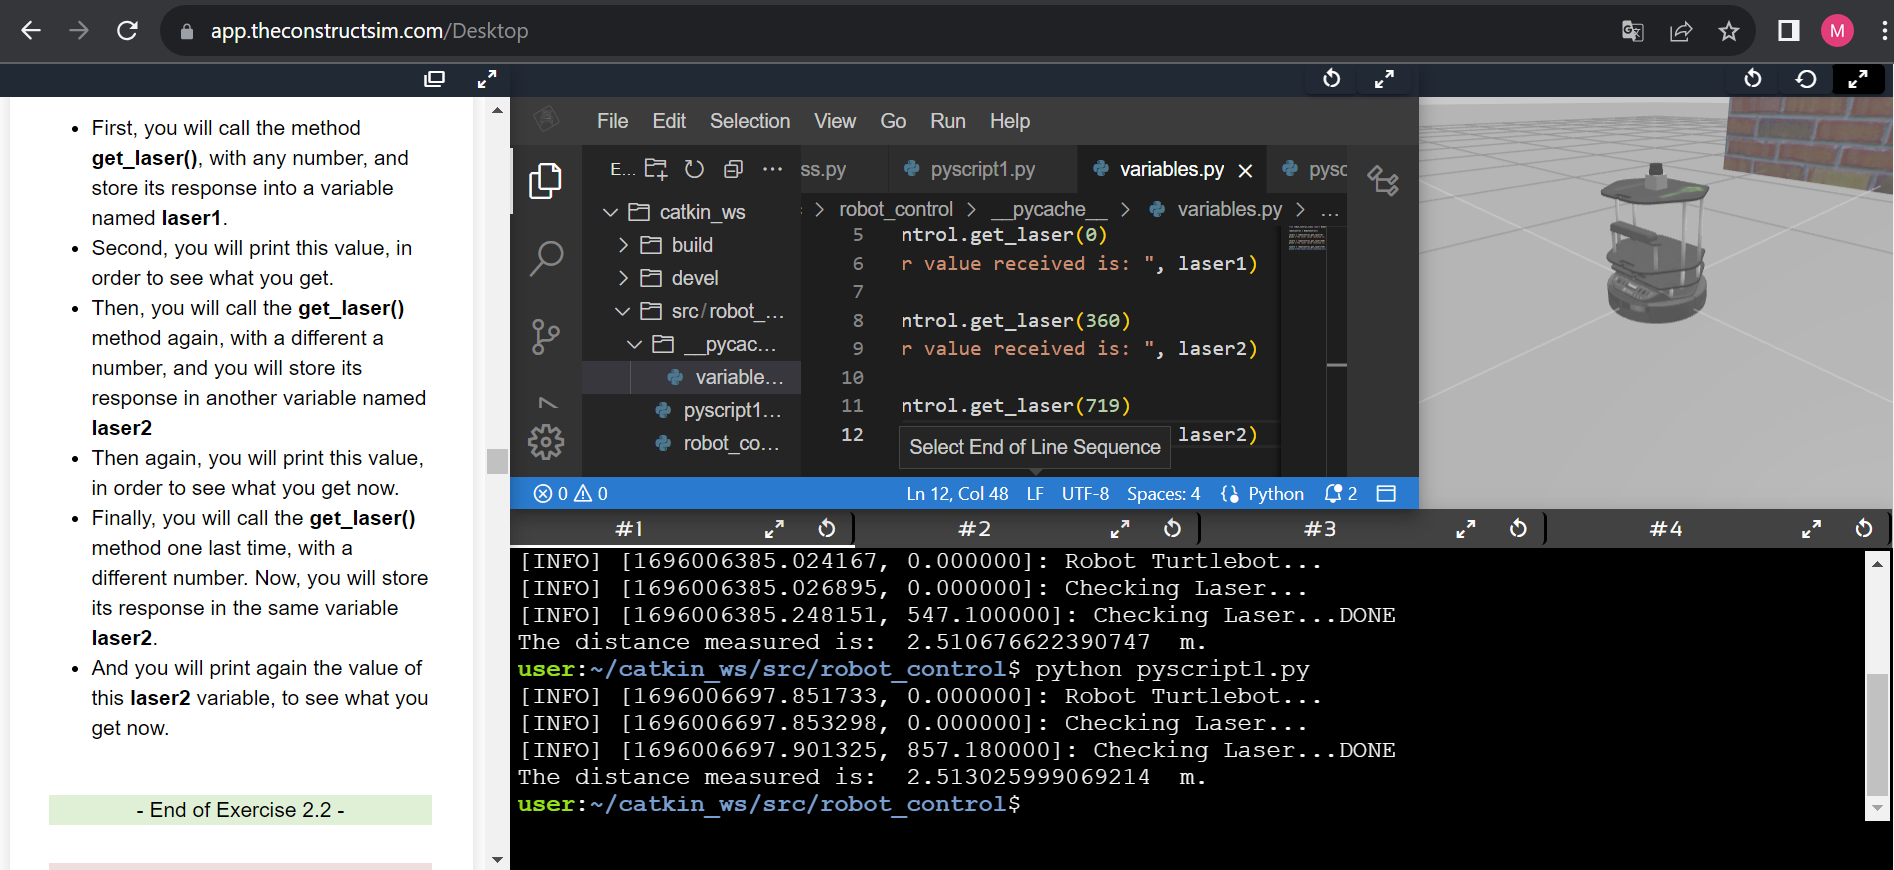 app.theconstructsim.com/Desktop
M
First, you will call the method
get_laser(), with any number, and
store its response into a variable
named laser1.
Second, you will print this value, in
order to see what you get.
Then, you will call the get_laser()
method again, with a different a
number, and you will store its
response in another variable named
laser2
Then again, you will print this value,
in order to see what you get now.
Finally, you will call the get_laser()
method one last time, with a
different number. Now, you will store
its response in the same variable
laser2.
And you will print again the value of
this laser2 variable, to see what you
get now.
- End of Exercise 2.2 -
File Edit Selection View Go Run Help
E...
catkin_ws
build
devel
src/robot_...
__pycac...
variable...
pyscript1...
robot_co...
ss.py pyscript1.py variables.py pysc
robot_control > __pycache__ > variables.py > ...
5 ntrol.get_laser(0)
6 r value received is: ", laser1)
7
8 ntrol.get_laser(360)
9 r value received is: ", laser2)
10
11 ntrol.get_laser(719)
12 laser2)
Select End of Line Sequence
0 0 Ln 12, Col 48 LF UTF-8 Spaces: 4 Python 2
#1 #2 #3 #4
[INFO] [1696006385.024167, 0.000000]: Robot Turtlebot...
[INFO] [1696006385.026895, 0.000000]: Checking Laser...
[INFO] [1696006385.248151, 547.100000]: Checking Laser...DONE
The distance measured is:  2.510676622390747  m.
user:~/catkin_ws/src/robot_control$ python pyscript1.py
[INFO] [1696006697.851733, 0.000000]: Robot Turtlebot...
[INFO] [1696006697.853298, 0.000000]: Checking Laser...
[INFO] [1696006697.901325, 857.180000]: Checking Laser...DONE
The distance measured is:  2.513025999069214  m.
user:~/catkin_ws/src/robot_control$